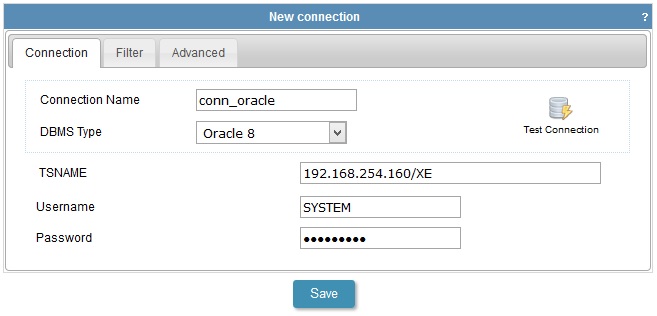 New connection ?
Connection Filter Advanced
Connection Name conn_oracle
DBMS Type Oracle 8
Test Connection
TSNAME 192.168.254.160/XE
Username SYSTEM
Password •••••••••
Save